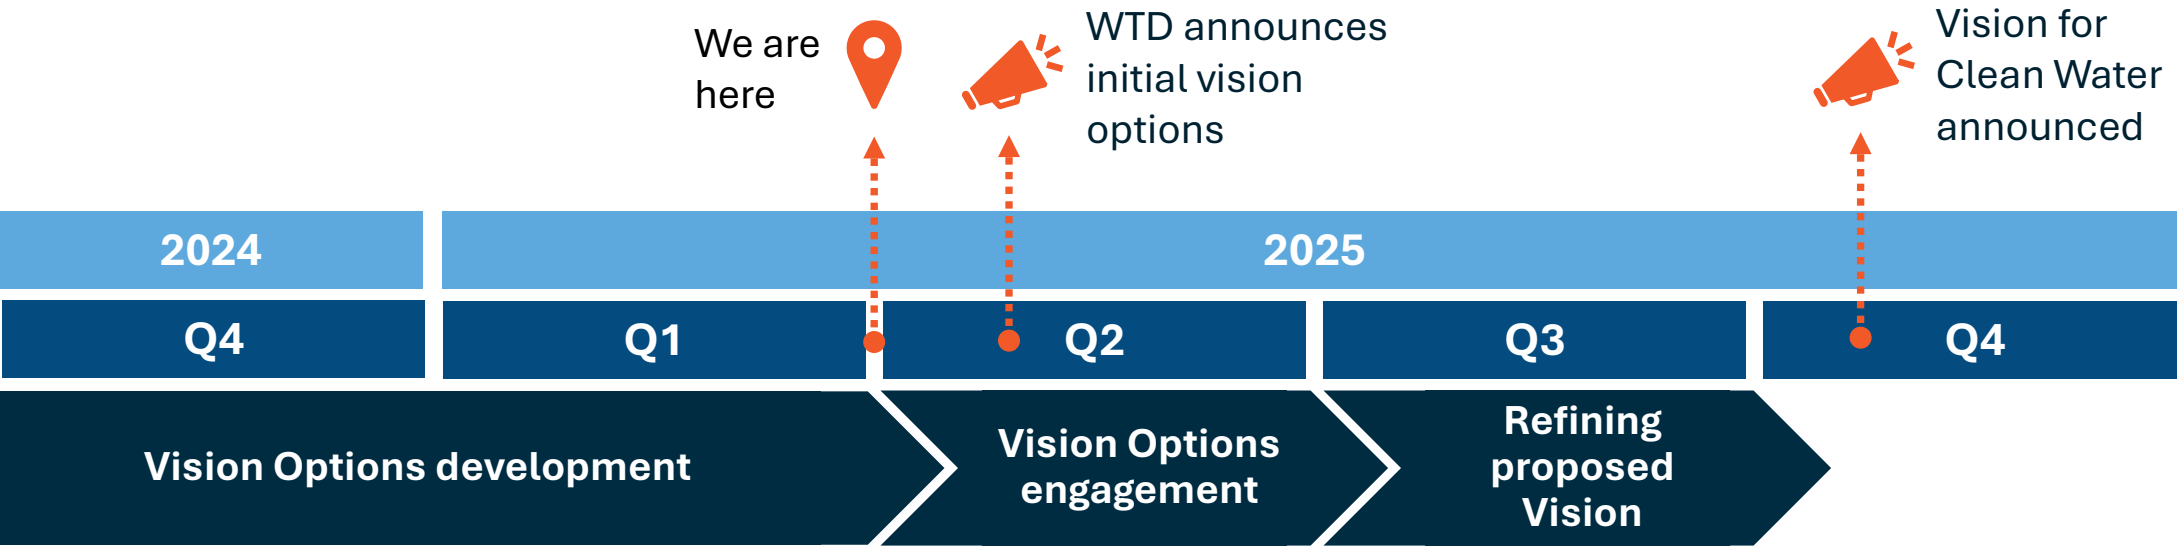 We are
here
WTD announces
initial vision
options
Vision for
Clean Water
announced
2024
2025
Q4
Q1
Q2
Q3
Q4
Vision Options development
Vision Options
engagement
Refining
proposed
Vision